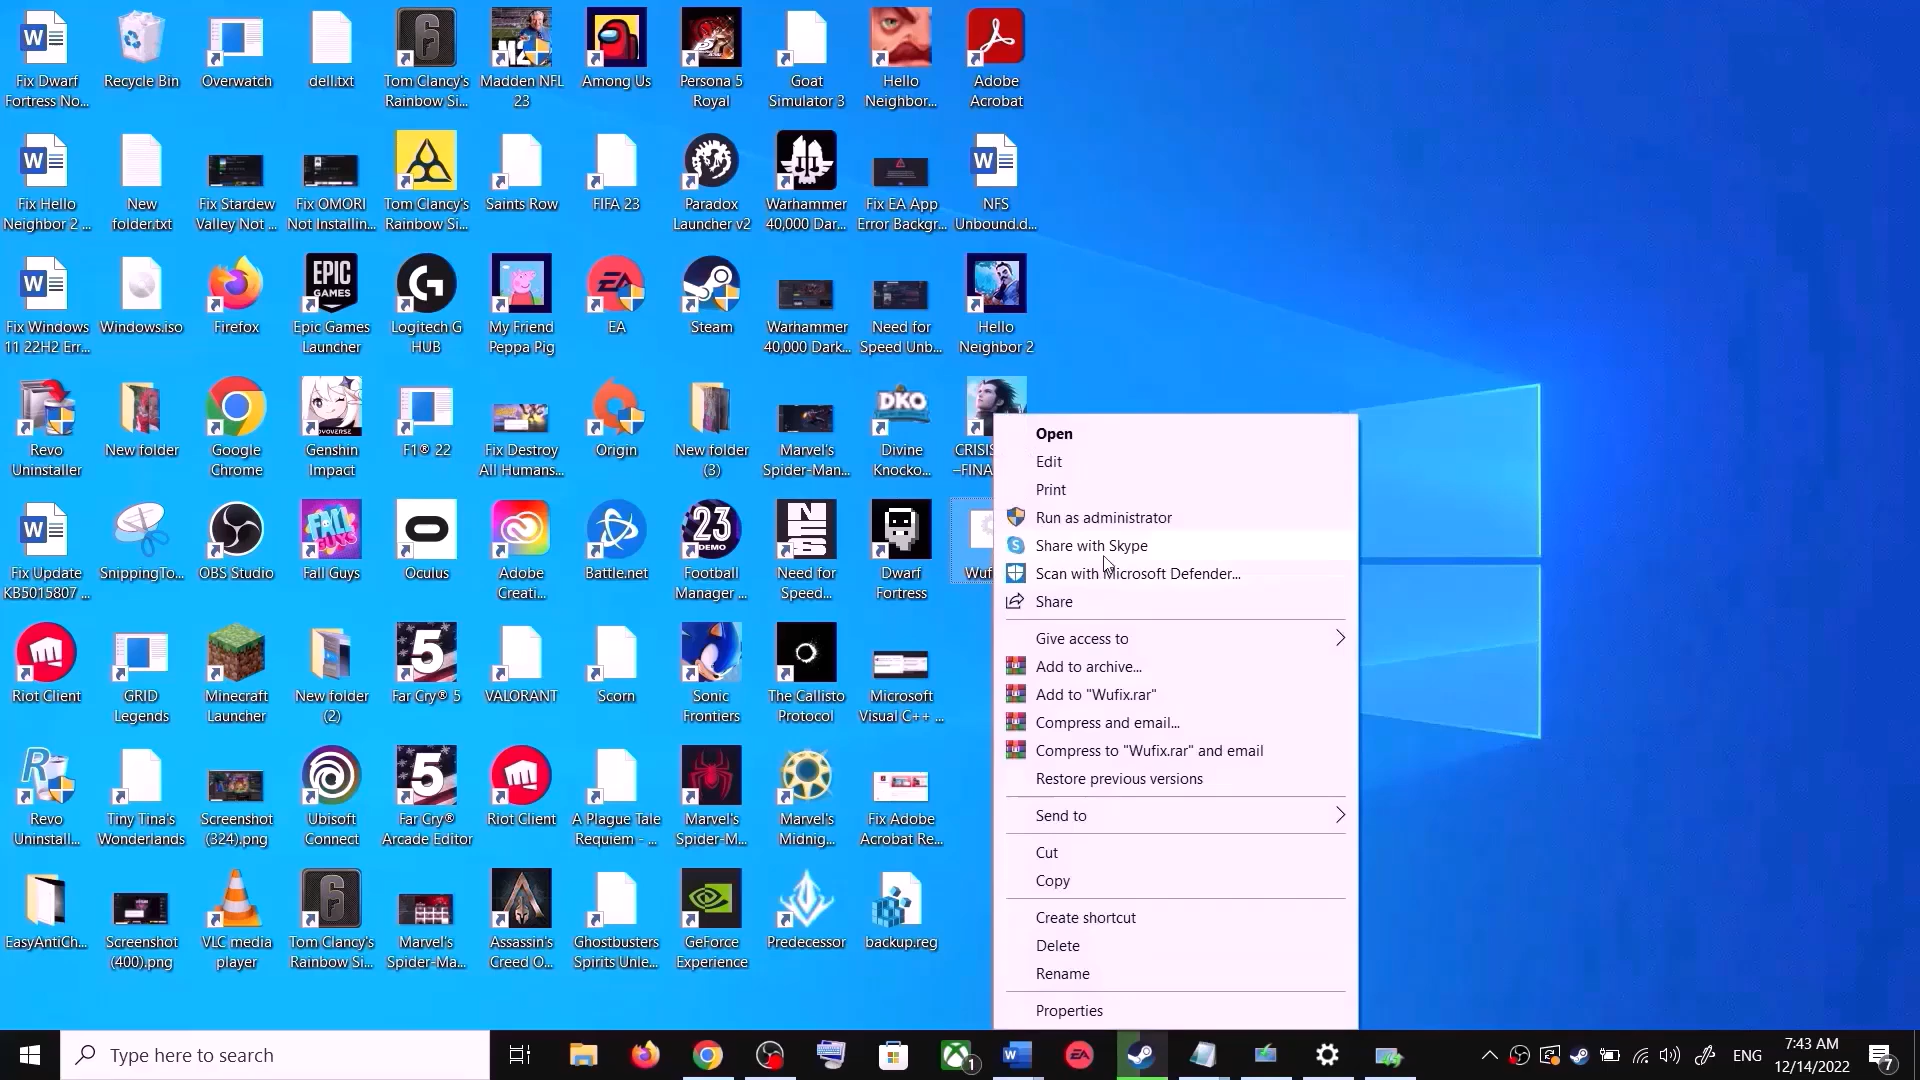 Fix Dwarf
Fortress No...
Recycle Bin
Overwatch
dell.txt
Tom Clancy's
Rainbow Si...
Madden NFL
23
Among Us
Persona 5
Royal
Goat
Simulator 3
Hello
Neighbor...
Adobe
Acrobat
Fix Hello
Neighbor 2 ...
New
folder.txt
Fix Stardew
Valley Not ...
Fix OMORI
Not Installin...
Tom Clancy's
Rainbow Si...
Saints Row
FIFA 23
Paradox
Launcher v2
Warhammer
40,000 Dar...
Fix EA App
Error Backgr...
NFS
Unbound.d...
EPIC
GAMES
Fix Windows
11 22H2 Err...
Windows.iso
Firefox
Epic Games
Launcher
Logitech G
HUB
My Friend
Peppa Pig
EA
Steam
Warhammer
40,000 Dark...
Need for
Speed Unb...
Hello
Neighbor 2
DKO
Revo
Uninstaller
New folder
Google
Chrome
Genshin
Impact
F1® 22
Fix Destroy
All Humans...
Origin
New folder
(3)
Marvel's
Spider-Man...
Divine
Knocko...
CRISIS
–FINA
Fix Update
KB5015807 ...
SnippingTo...
OBS Studio
Fall Guys
Oculus
Adobe
Creati...
Battle.net
23
DEMO
Football
Manager ...
Need for
Speed...
Dwarf
Fortress
Wuf
Riot Client
GRID
Legends
Minecraft
Launcher
New folder
(2)
5
Far Cry® 5
VALORANT
Scorn
Sonic
Frontiers
The Callisto
Protocol
Microsoft
Visual C++ ...
Revo
Uninstall...
Tiny Tina's
Wonderlands
Screenshot
(324).png
Ubisoft
Connect
5
Far Cry®
Arcade Editor
Riot Client
A Plague Tale
Requiem - ...
Marvel's
Spider-M...
Marvel's
Midnig...
Fix Adobe
Acrobat Re...
EasyAntiCh...
Screenshot
(400).png
VLC media
player
Tom Clancy's
Rainbow Si...
Marvel's
Spider-Ma...
Assassin's
Creed O...
Ghostbusters
Spirits Unle...
GeForce
Experience
Predecessor
backup.reg
Open
Edit
Print
Run as administrator
Share with Skype
Scan with Microsoft Defender...
Share
Give access to
Add to archive...
Add to "Wufix.rar"
Compress and email...
Compress to "Wufix.rar" and email
Restore previous versions
Send to
Cut
Copy
Create shortcut
Delete
Rename
Properties
Type here to search
1
ENG
7:43 AM
12/14/2022
7